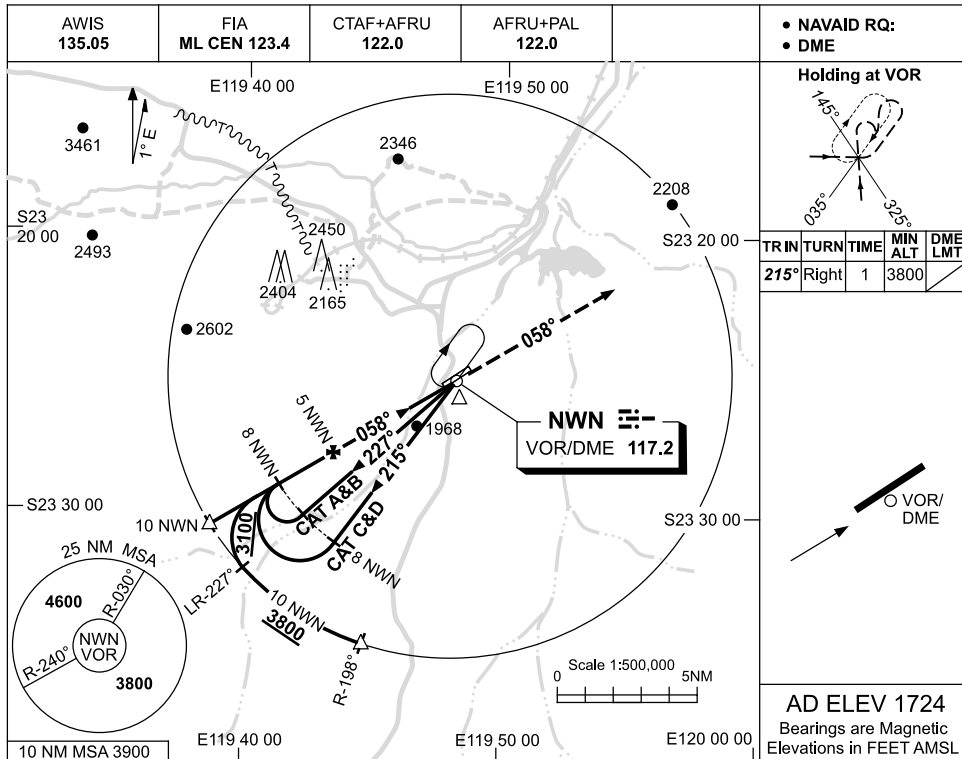 AWIS
135.05
FIA
ML CEN 123.4
CTAF+AFRU
122.0
AFRU+PAL
122.0
● NAVAID RQ:
● DME
E119 40 00
E119 50 00
3461
1° E
2346
2208
S23
20 00
2493
2450
2404
2165
S23 20 00
2602
058°
5 NWN
058°
1968
227°
215°
8 NWN
NWN
VOR/DME 117.2
CAT A&B
CAT C&D
S23 30 00
10 NWN
3100
8 NWN
S23 30 00
LR-227°
10 NWN
3800
R-198°
25 NM MSA
R-030°
4600
NWN
VOR
R-240°
3800
10 NM MSA 3900
Scale 1:500,000
0
5NM
E119 40 00
E119 50 00
E120 00 00
Holding at VOR
145°
035°
325°
TR IN TURN TIME MIN ALT DME LMT
215° Right 1 3800
VOR/
DME
AD ELEV 1724
Bearings are Magnetic
Elevations in FEET AMSL